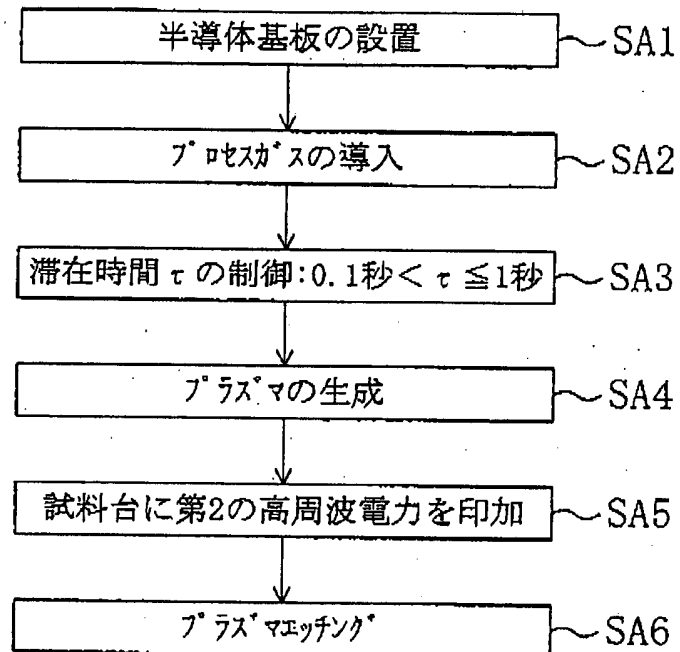 半導体基板の設置 SA1
プロセスガスの導入 SA2
滞在時間τの制御:0.1秒<τ≦1秒 SA3
プラズマの生成 SA4
試料台に第2の高周波電力を印加 SA5
プラズマエッチング SA6